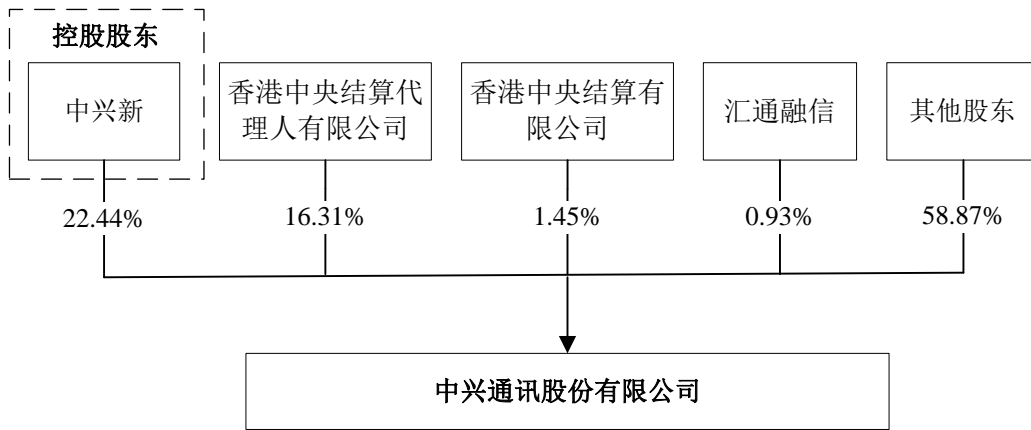 控股股东
中兴新
香港中央结算代
理人有限公司
香港中央结算有
限公司
汇通融信
其他股东
22.44%
16.31%
1.45%
0.93%
58.87%
中兴通讯股份有限公司